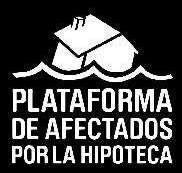 PLATAFORMA
DE AFECTADOS
POR LA HIPOTECA